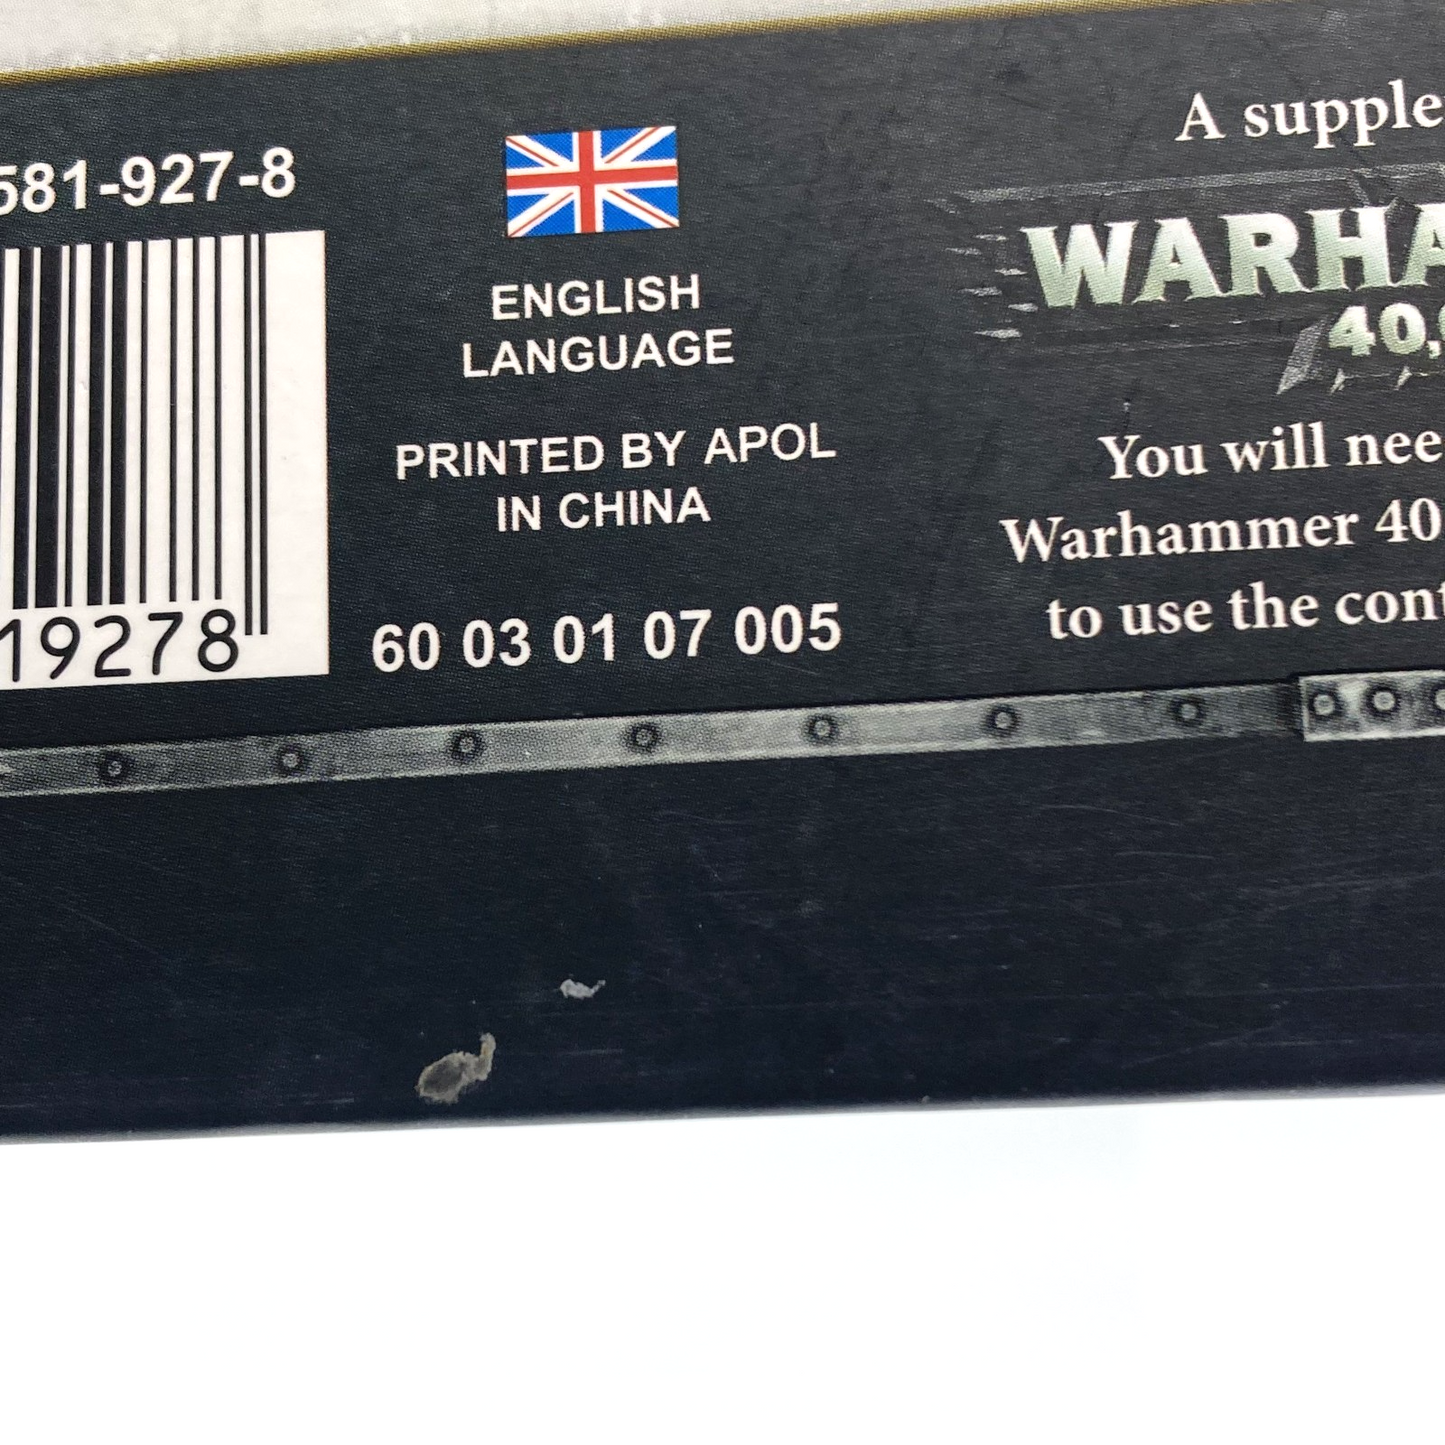 581-927-8
19278
ENGLISH
LANGUAGE
PRINTED BY APOL
IN CHINA
60 03 01 07 005
A supple
WARHA
40,
You will nee
Warhammer 40
to use the cont